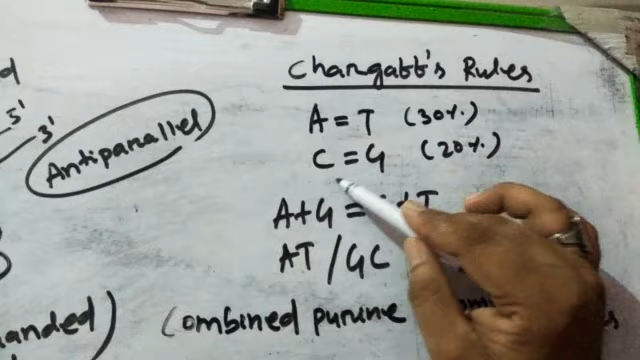 Chargaff's Rules
d
5'
3'
Antiparallel
A = T (30%)
C = G (20%)
A+G = T
AT / GC
anded) (combined purine